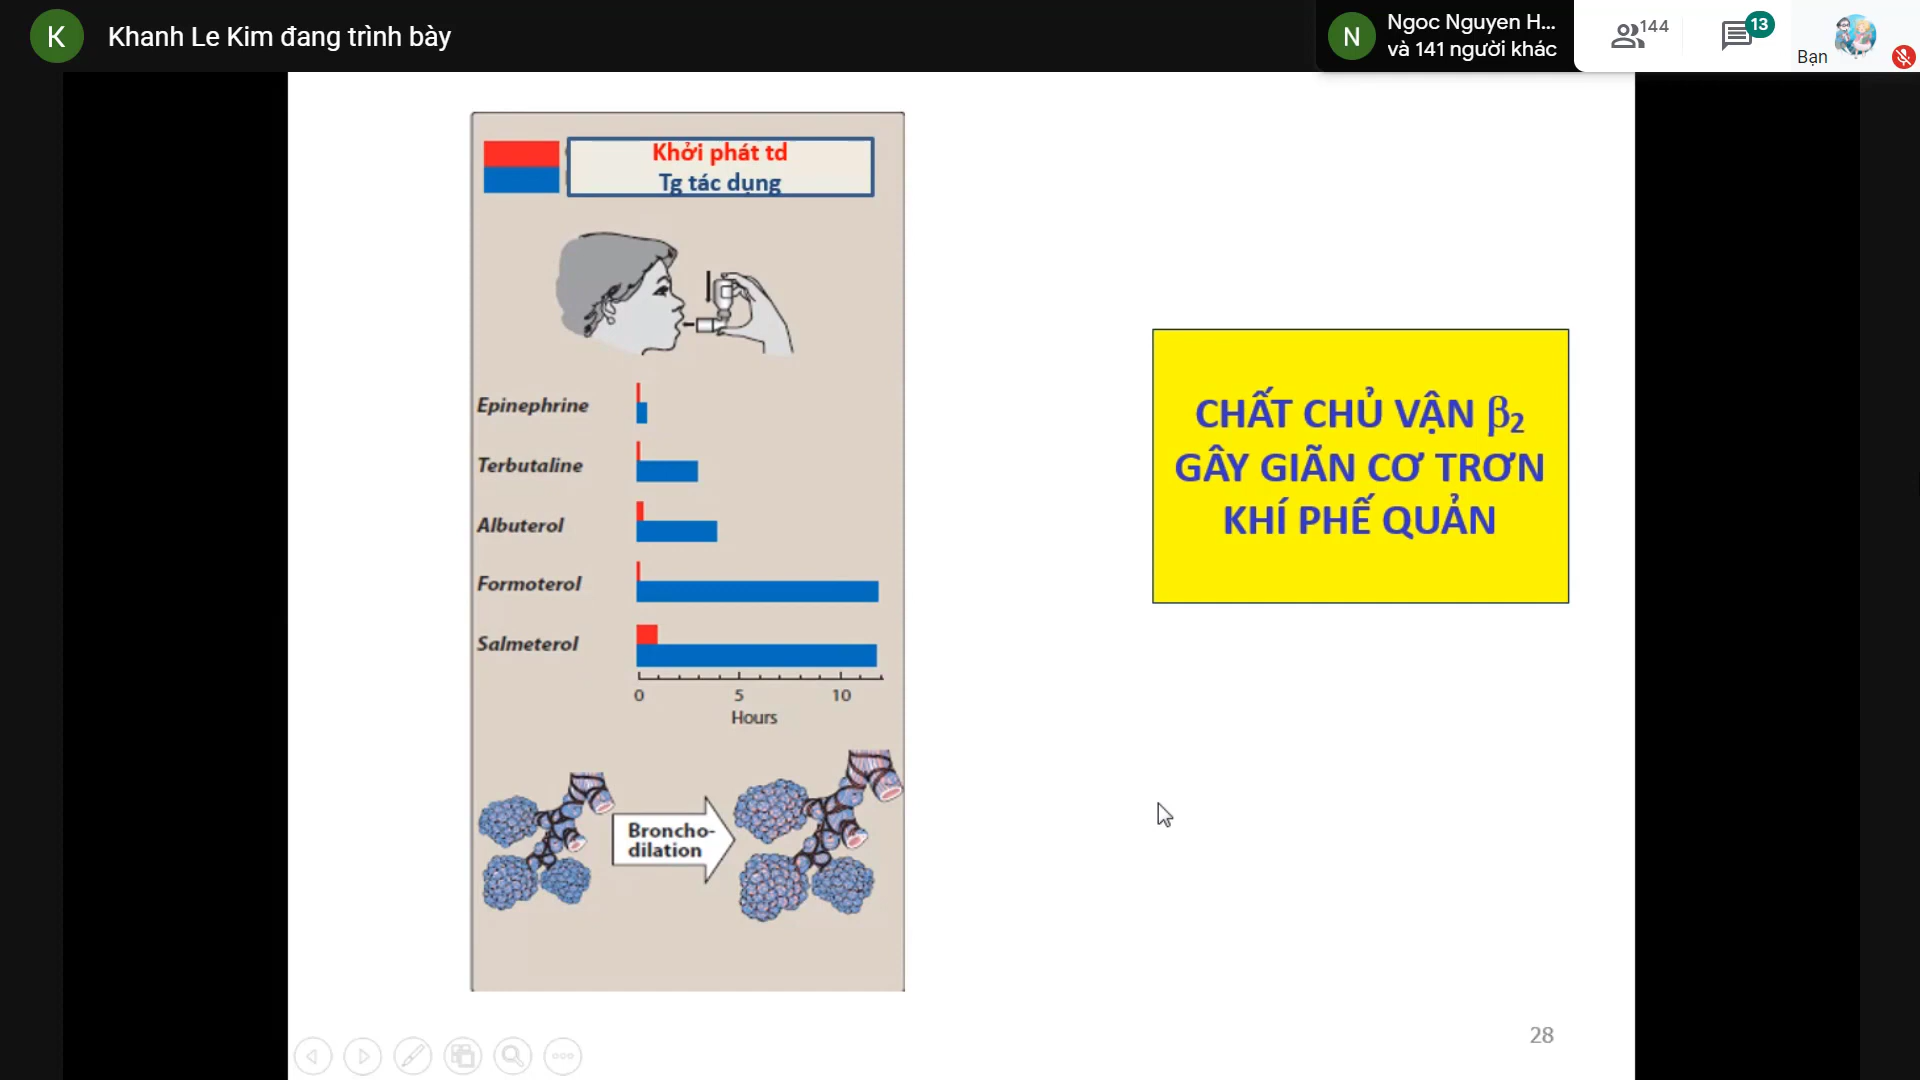 K
Khanh Le Kim đang trình bày
N
Ngoc Nguyen H...
và 141 người khác
144
13
Bạn
Khởi phát td
Tg tác dụng
Epinephrine
Terbutaline
Albuterol
Formoterol
Salmeterol
0 5 10
Hours
Broncho-
dilation
CHẤT CHỦ VẬN β2
GÂY GIÃN CƠ TRƠN
KHÍ PHẾ QUẢN
28